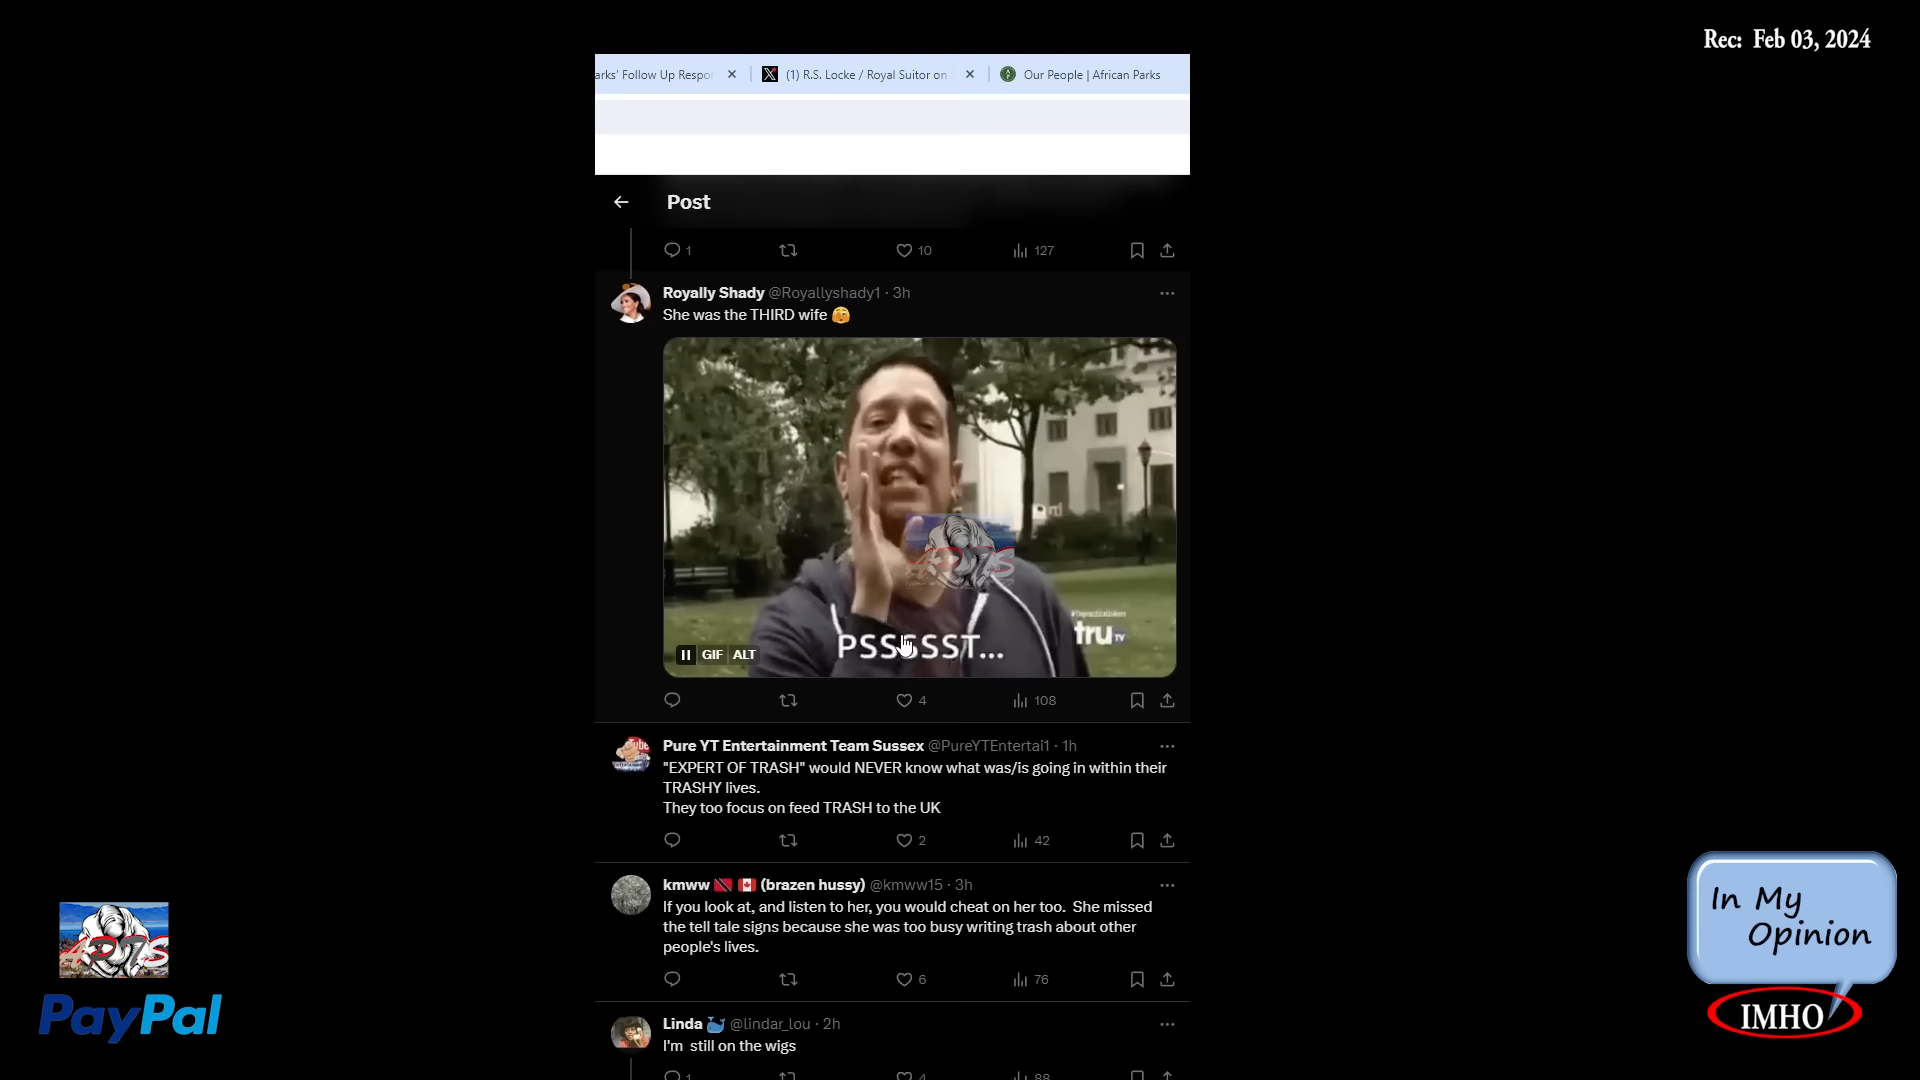 Rec: Feb 03, 2024
arks' Follow Up Respor
(1) R.S. Locke / Royal Suitor on
Our People | African Parks
Post
1
10
127
Royally Shady @Royallyshady1 · 3h
She was the THIRD wife
PSSSSST...
tru TV
GIF ALT
4
108
Pure YT Entertainment Team Sussex @PureYTEntertai1 · 1h
"EXPERT OF TRASH" would NEVER know what was/is going in within their
TRASHY lives.
They too focus on feed TRASH to the UK
2
42
kmww (brazen hussy) @kmww15 · 3h
If you look at, and listen to her, you would cheat on her too. She missed
the tell tale signs because she was too busy writing trash about other
people's lives.
6
76
Linda @lindar_lou · 2h
I'm still on the wigs
1
4
88
PayPal
In My
Opinion
IMHO